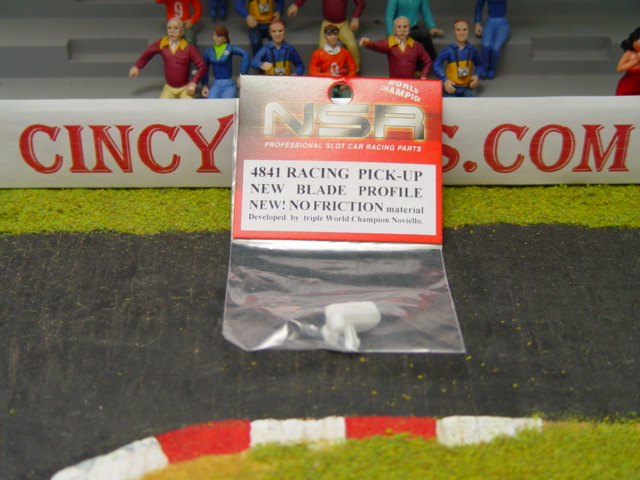 WORLD
CHAMPION
NSR
PROFESSIONAL SLOT CAR RACING PARTS
CINCY S.COM
4841 RACING PICK-UP
NEW BLADE PROFILE
NEW! NO FRICTION material
Developed by triple World Champion Noviello.